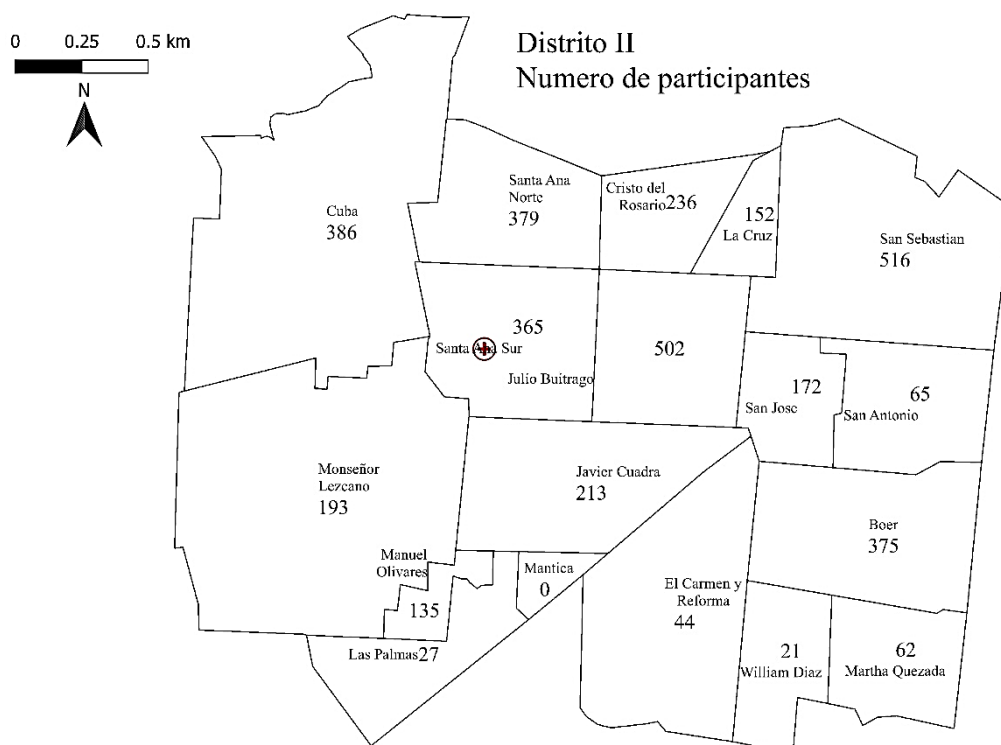 0 0.25 0.5 km
N
Distrito II
Numero de participantes
Cuba
386
Santa Ana
Norte
379
Cristo del
Rosario 236
152
La Cruz
San Sebastian
516
365
Santa Ana Sur
Julio Buitrago
502
172
San Jose
65
San Antonio
Monseñor
Lezcano
193
Javier Cuadra
213
Boer
375
Manuel
Olivares
135
Mantica
0
El Carmen y
Reforma
44
Las Palmas 27
21
William Diaz
62
Martha Quezada